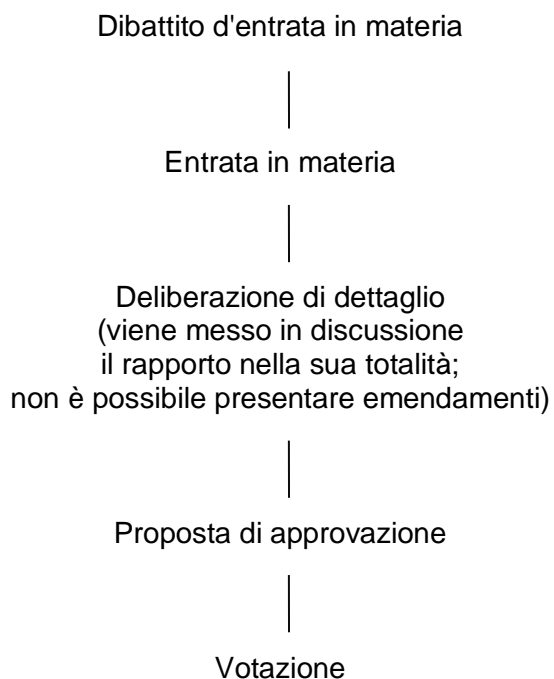 Dibattito d'entrata in materia
Entrata in materia
Deliberazione di dettaglio
(viene messo in discussione
il rapporto nella sua totalità;
non è possibile presentare emendamenti)
Proposta di approvazione
Votazione